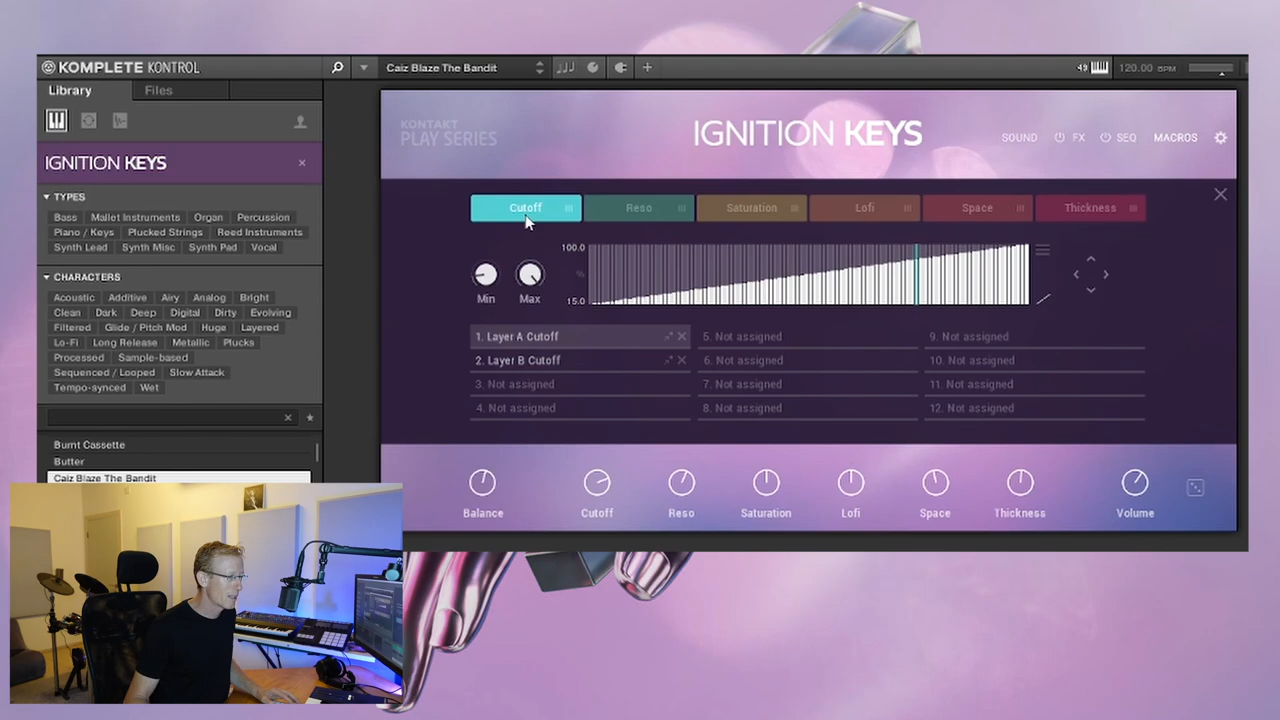 KOMPLETE KONTROL
Caiz Blaze The Bandit
49
120.00 BPM
Library
Files
IGNITION KEYS
TYPES
Bass Mallet Instruments Organ Percussion
Piano / Keys Plucked Strings Reed Instruments
Synth Lead Synth Misc Synth Pad Vocal
CHARACTERS
Acoustic Additive Airy Analog Bright
Clean Dark Deep Digital Dirty Evolving
Filtered Glide / Pitch Mod Huge Layered
Lo-Fi Long Release Metallic Plucks
Processed Sample-based
Sequenced / Looped Slow Attack
Tempo-synced Wet
Burnt Cassette
Butter
Caiz Blaze The Bandit
KONTAKT
PLAY SERIES
IGNITION KEYS
SOUND FX SEQ MACROS
Cutoff Reso Saturation Lofi Space Thickness
Min Max
100.0
%
15.0
1. Layer A Cutoff
2. Layer B Cutoff
3. Not assigned
4. Not assigned
5. Not assigned
6. Not assigned
7. Not assigned
8. Not assigned
9. Not assigned
10. Not assigned
11. Not assigned
12. Not assigned
Balance Cutoff Reso Saturation Lofi Space Thickness Volume